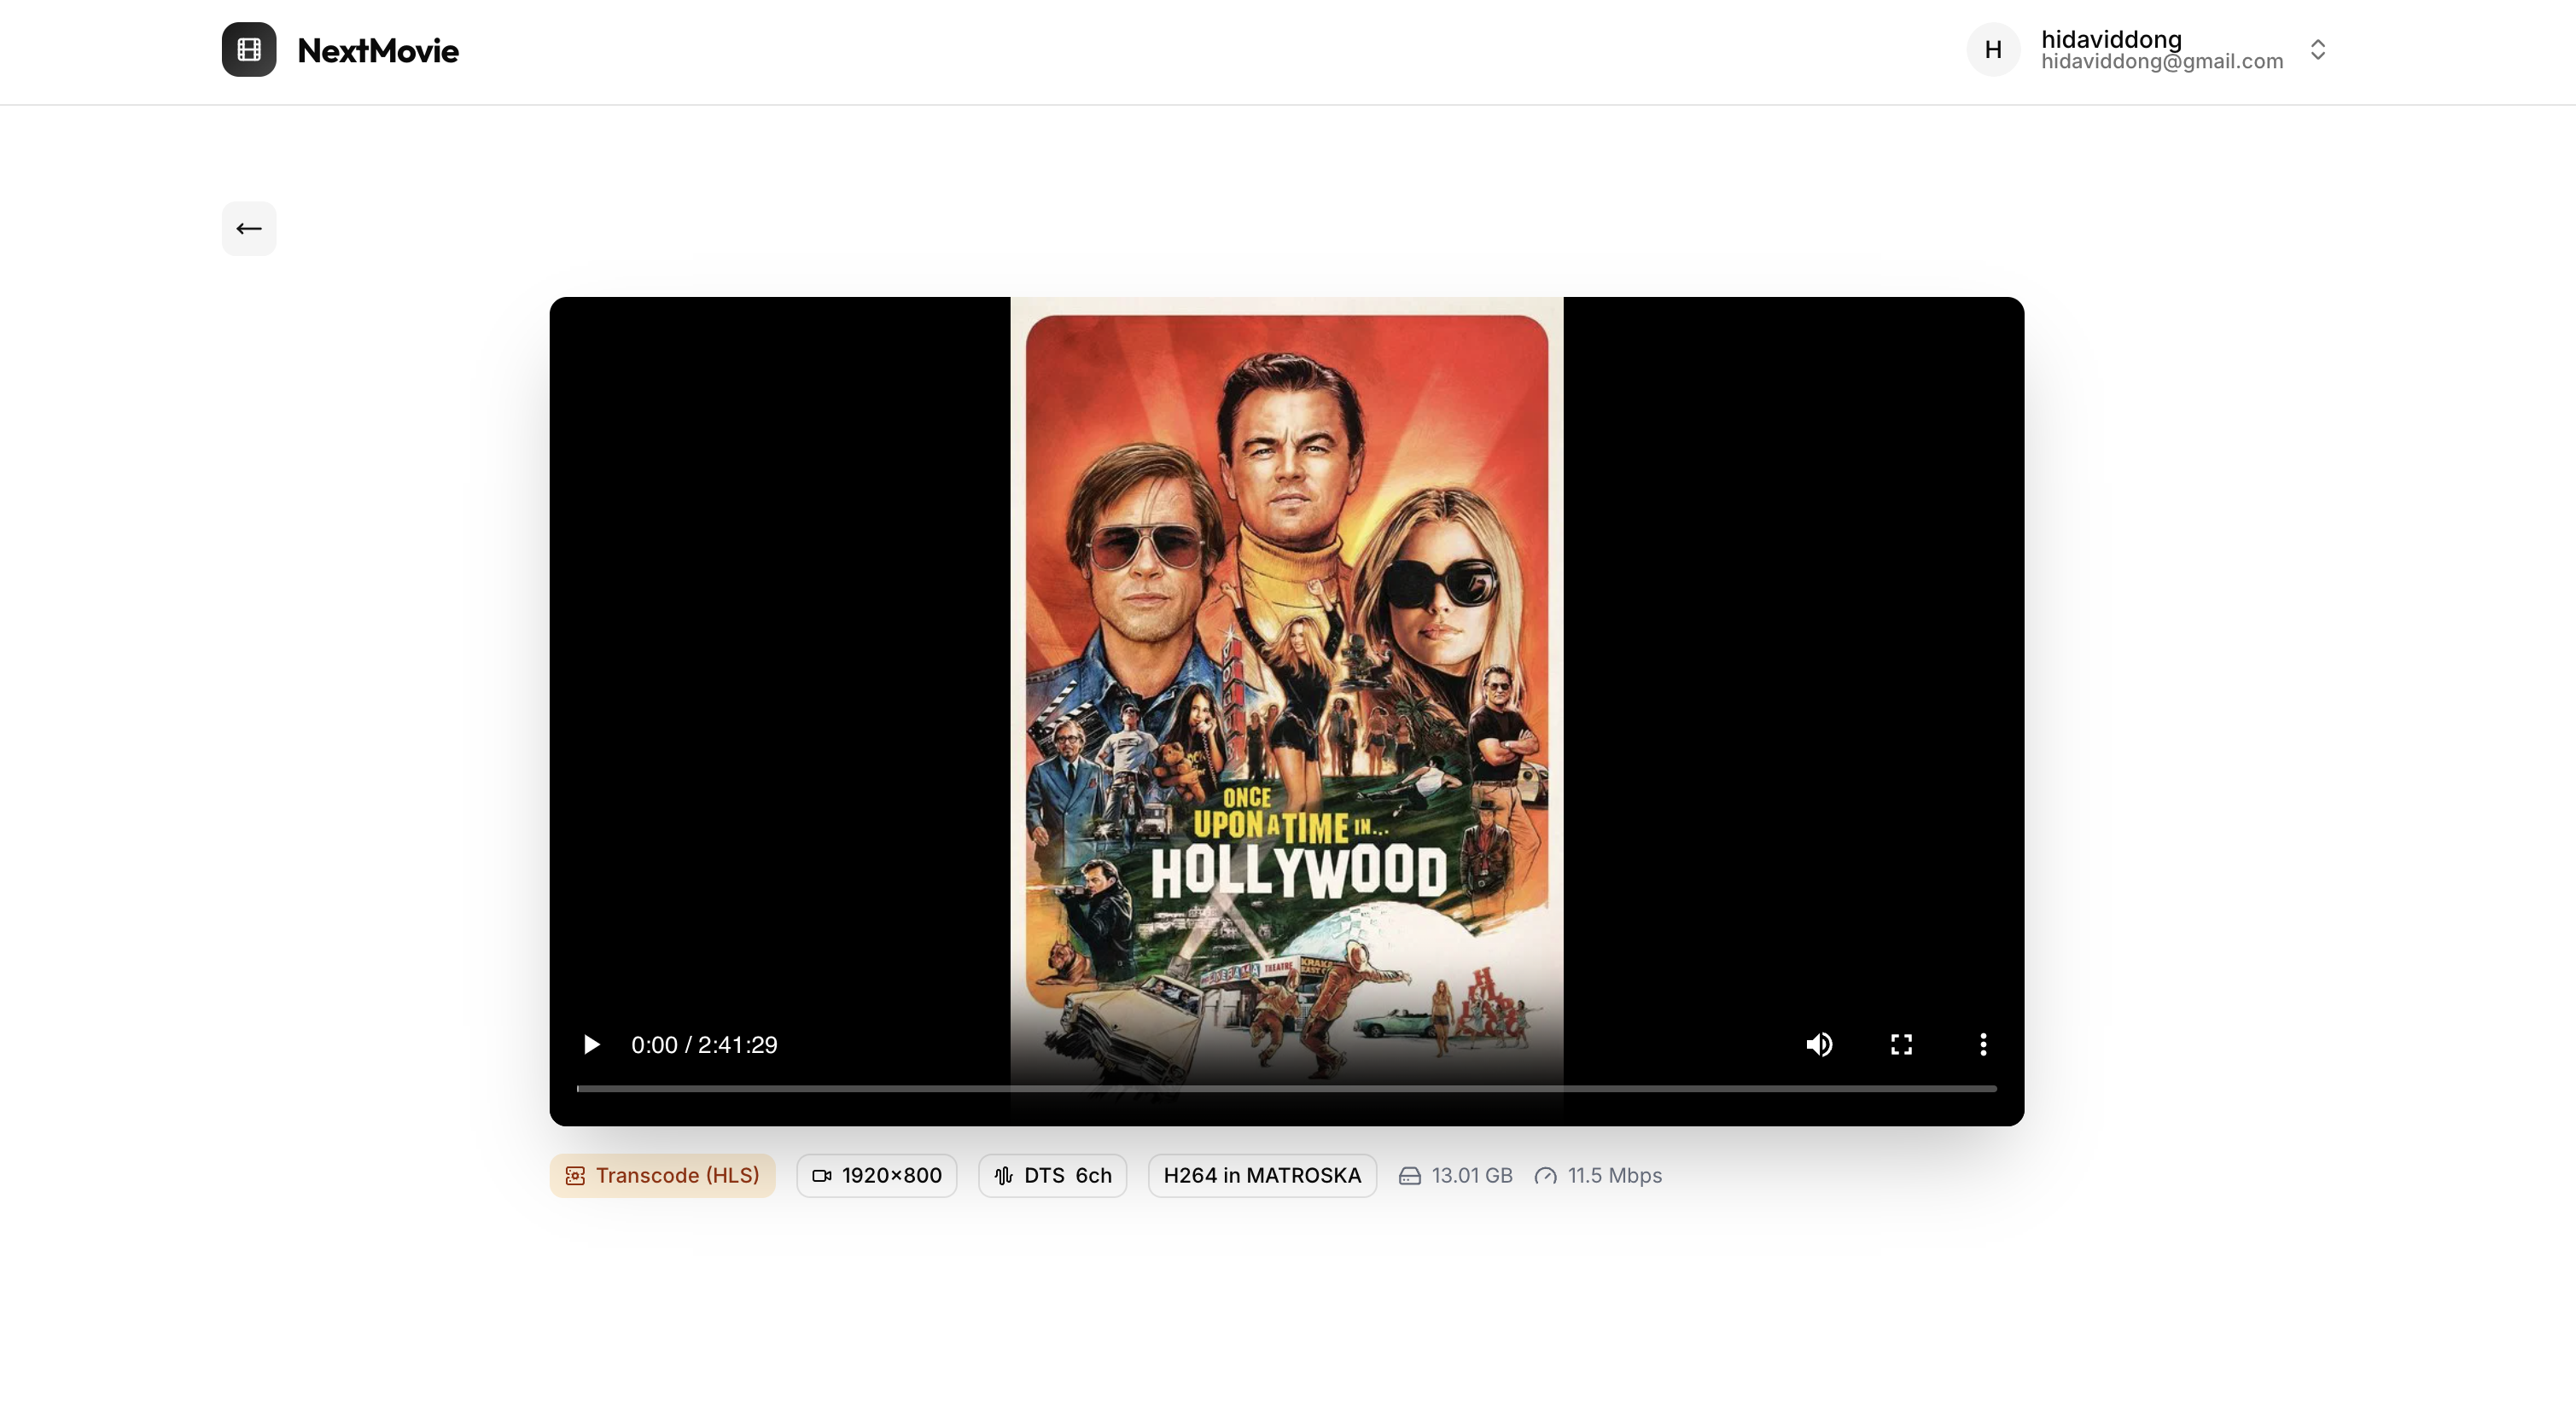 NextMovie
H
hidaviddong
hidaviddong@gmail.com
ONCE
UPON A TIME IN...
HOLLYWOOD
THEATRE
0:00 / 2:41:29
Transcode (HLS)
1920×800
DTS 6ch
H264 in MATROSKA
13.01 GB
11.5 Mbps